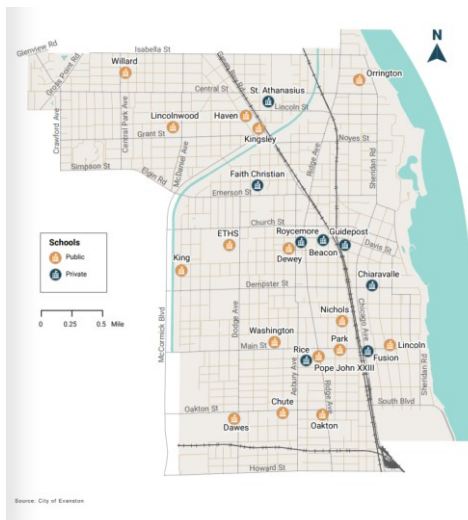 N
Glenview Rd
Isabella St
Willard
Gross Point Rd
Green Bay Rd
Orrington
St. Athanasius
Central St
Crawford Ave
Central Park Ave
Lincolnwood
Haven
Lincoln St
Grant St
Kingsley
Noyes St
McDaniel Ave
Ridge Ave
Sheridan Rd
Simpson St
Elgin Rd
Faith Christian
Emerson St
Church St
Schools
Public
Private
ETHS
Roycemore
Guidepost
Davis St
Dewey
Beacon
King
Chiaravalle
Dempster St
0 0.25 0.5 Mile
McCormick Blvd
Dodge Ave
Nichols
Chicago Ave
Washington
Main St
Rice
Park
Lincoln
Fusion
Pope John XXIII
Asbury Ave
Ridge Ave
Sheridan Rd
South Blvd
Oakton St
Chute
Dawes
Oakton
Howard St
Source: City of Evanston